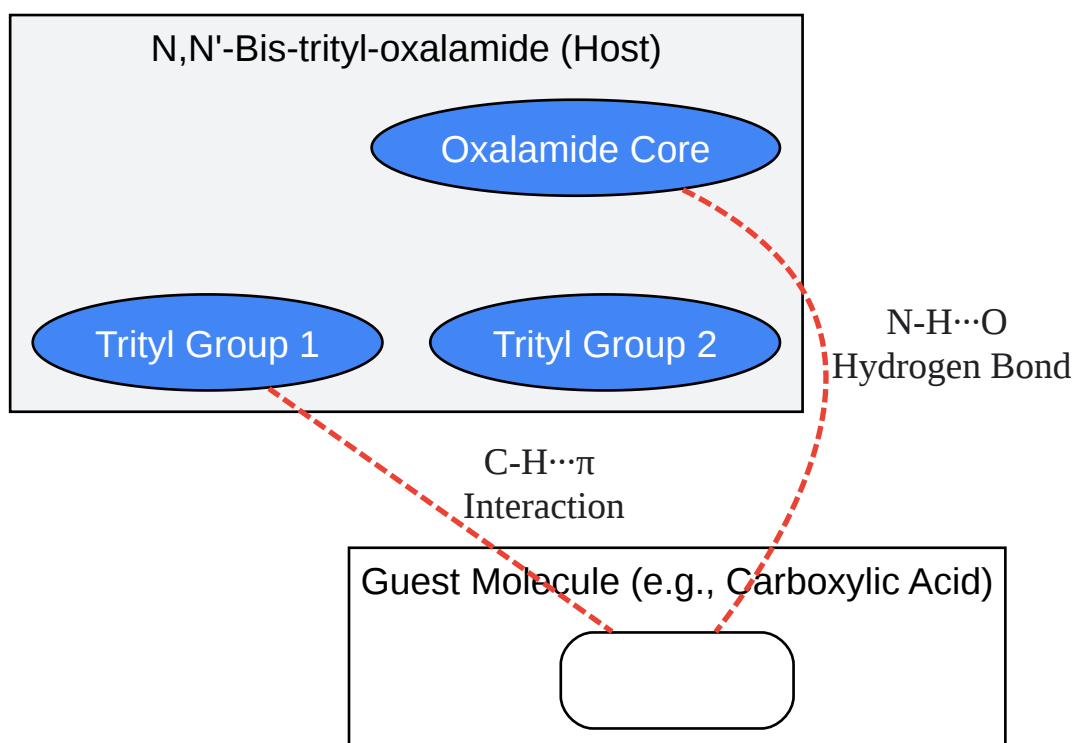 N,N'-Bis-trityl-oxalamide (Host)
Oxalamide Core
Trityl Group 1
Trityl Group 2
N-H···O
Hydrogen Bond
C-H···π
Interaction
Guest Molecule (e.g., Carboxylic Acid)